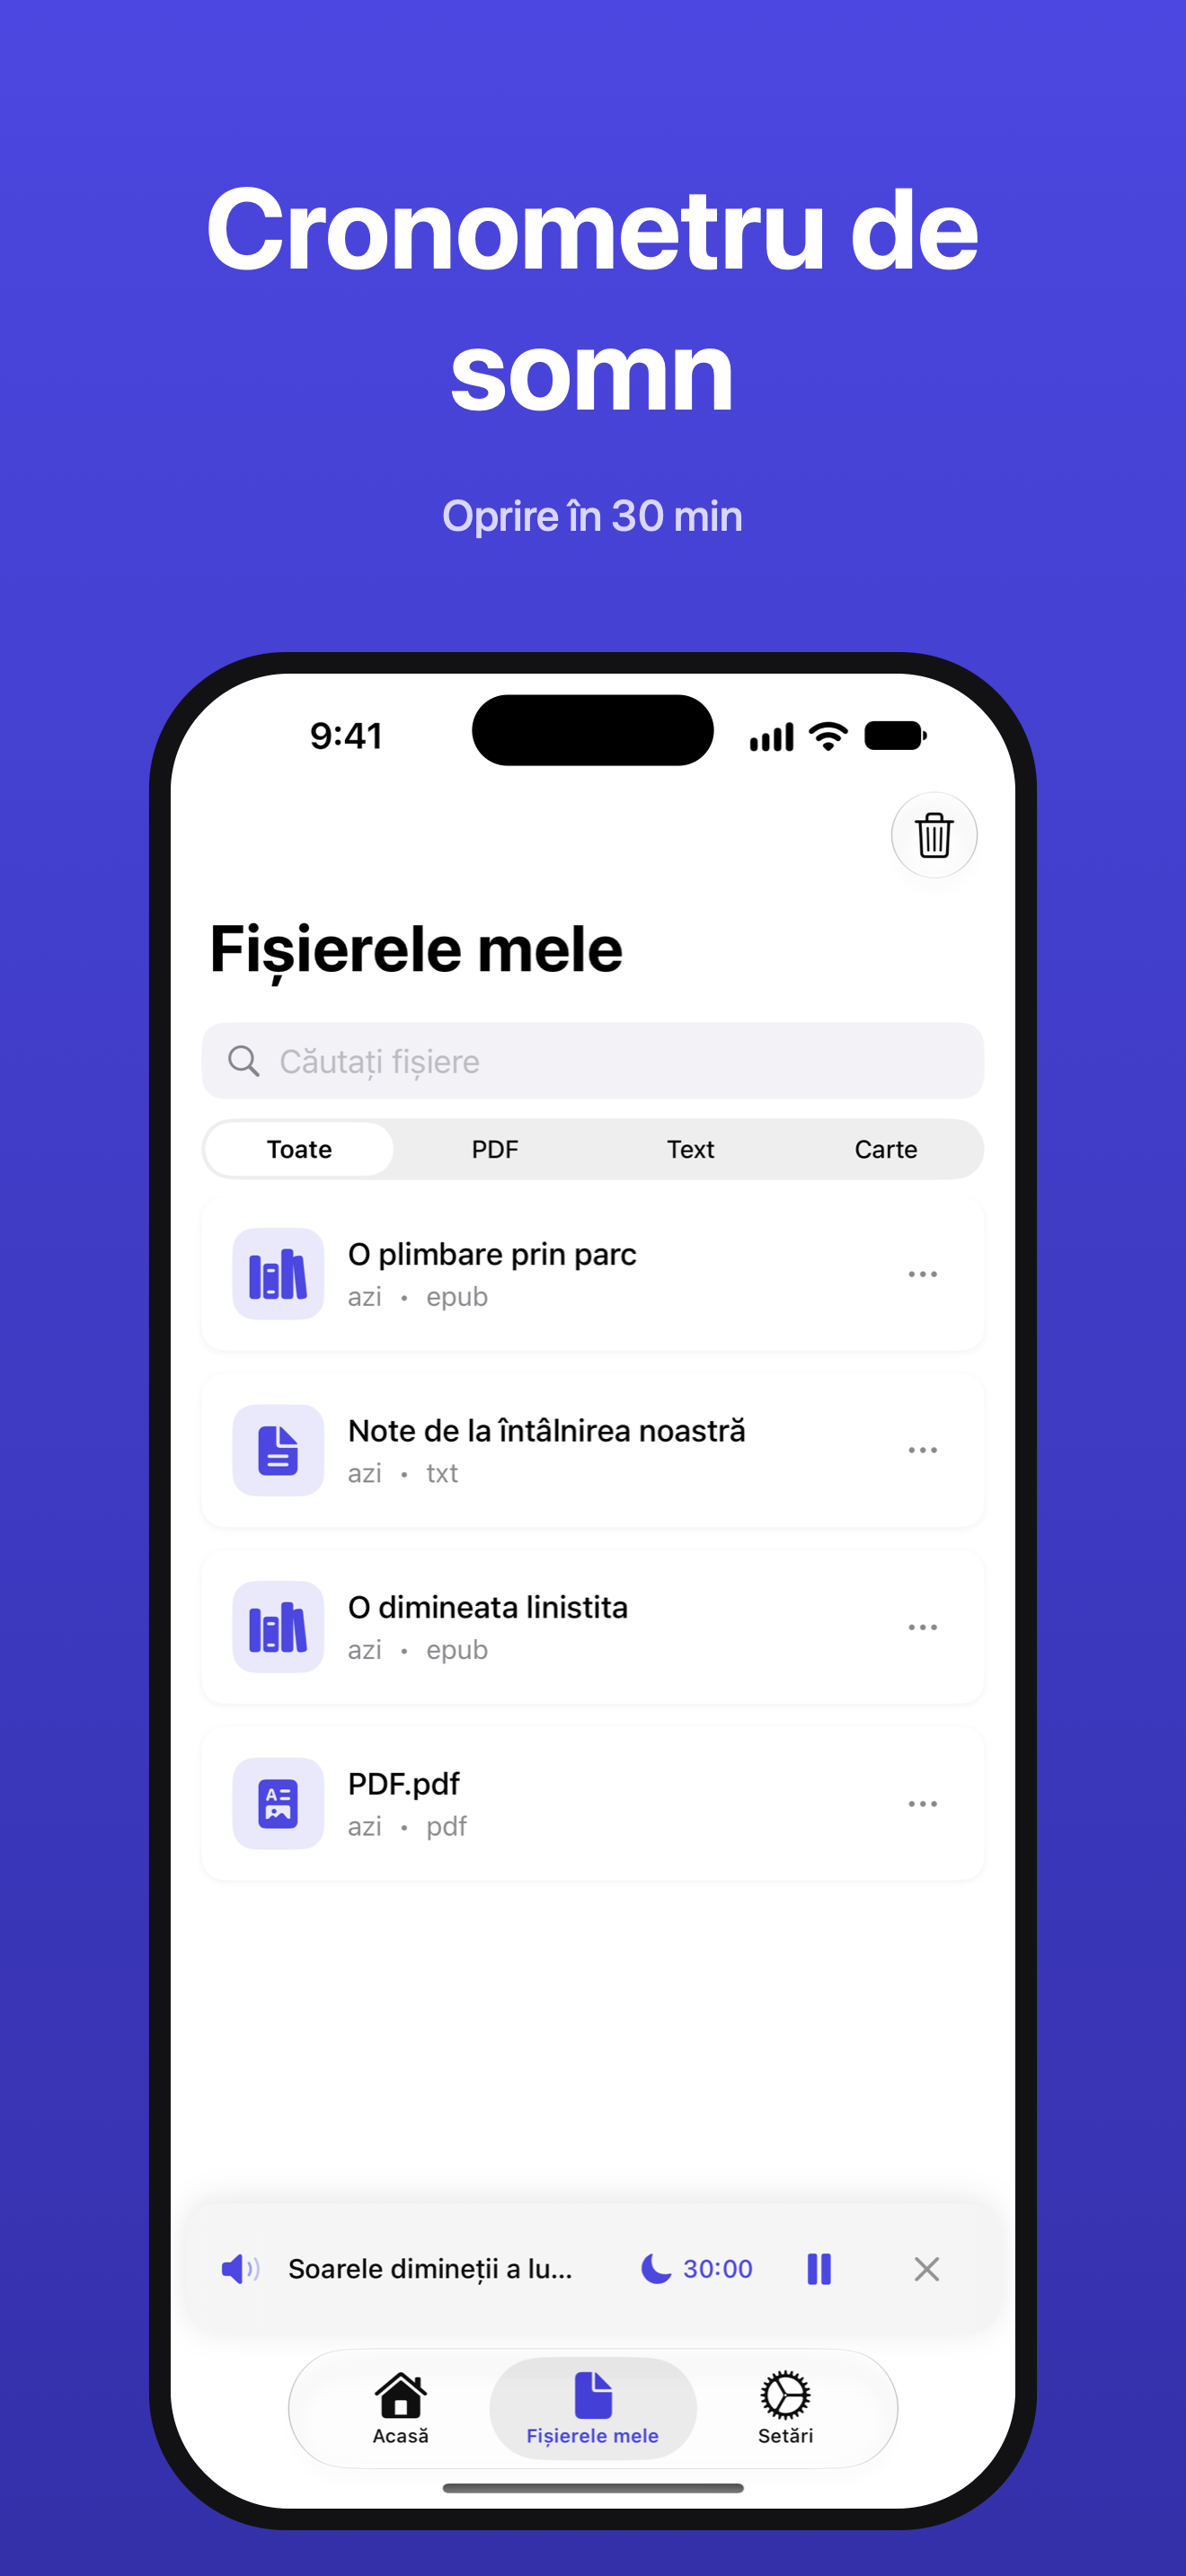 Cronometru de
somn
Oprire în 30 min
9:41
Fișierele mele
Căutați fișiere
Toate PDF Text Carte
O plimbare prin parc
azi • epub
Note de la întâlnirea noastră
azi • txt
O dimineata linistita
azi • epub
PDF.pdf
azi • pdf
Soarele dimineții a lu... 30:00
Acasă Fișierele mele Setări